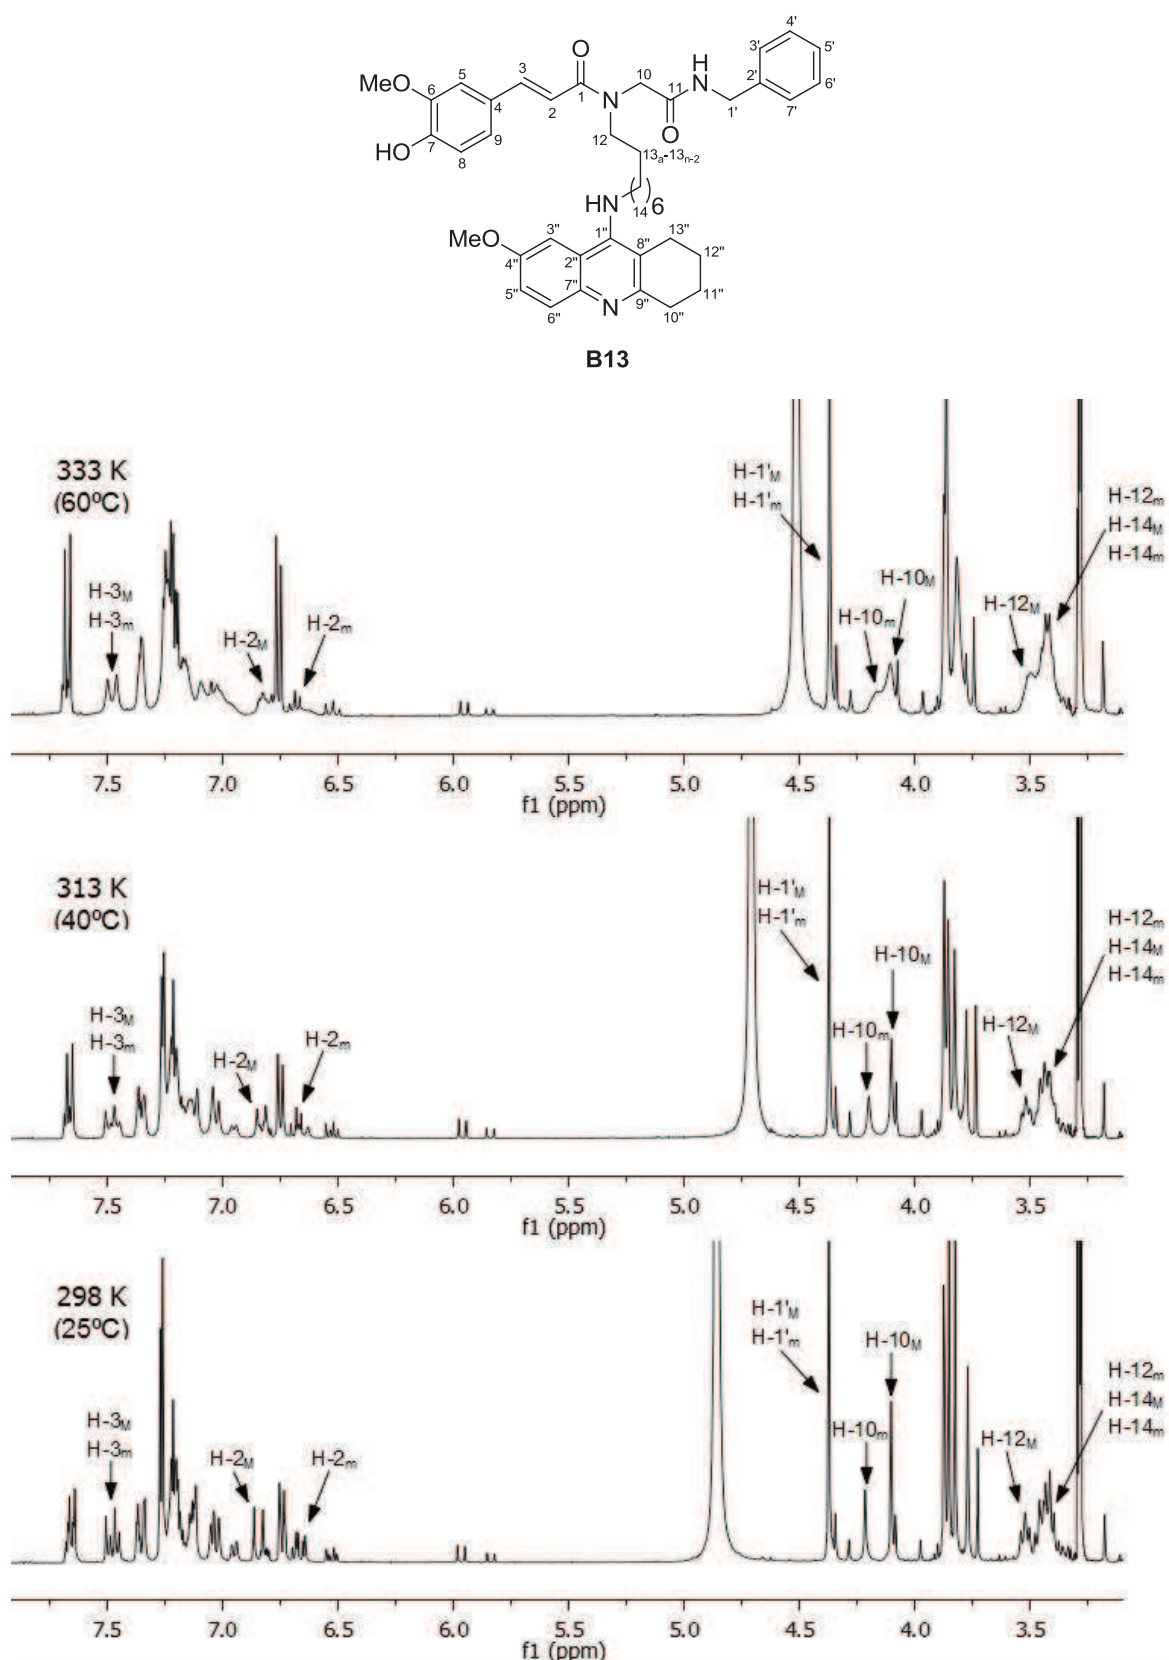 O
H
N
4'
3'
5'
2'
6'
7'
1'
10
11
O
MeO
5
3
6
4
1
2
N
7
9
8
HO
12
13a-13n-2
HN
14
6
MeO
3"
1"
13"
8"
12"
4"
2"
5"
7"
9"
11"
6"
N
10"
B13
333 K
(60ºC)
H-3M
H-3m
H-2M
H-2m
H-1'M
H-1'm
H-10m
H-10M
H-12M
H-12m
H-14M
H-14m
7.5 7.0 6.5 6.0 5.5 5.0 4.5 4.0 3.5
f1 (ppm)
313 K
(40ºC)
H-3M
H-3m
H-2M
H-2m
H-1'M
H-1'm
H-10M
H-10m
H-12M
H-12m
H-14M
H-14m
7.5 7.0 6.5 6.0 5.5 5.0 4.5 4.0 3.5
f1 (ppm)
298 K
(25ºC)
H-3M
H-3m
H-2M
H-2m
H-1'M
H-1'm
H-10M
H-10m
H-12M
H-12m
H-14M
H-14m
7.5 7.0 6.5 6.0 5.5 5.0 4.5 4.0 3.5
f1 (ppm)